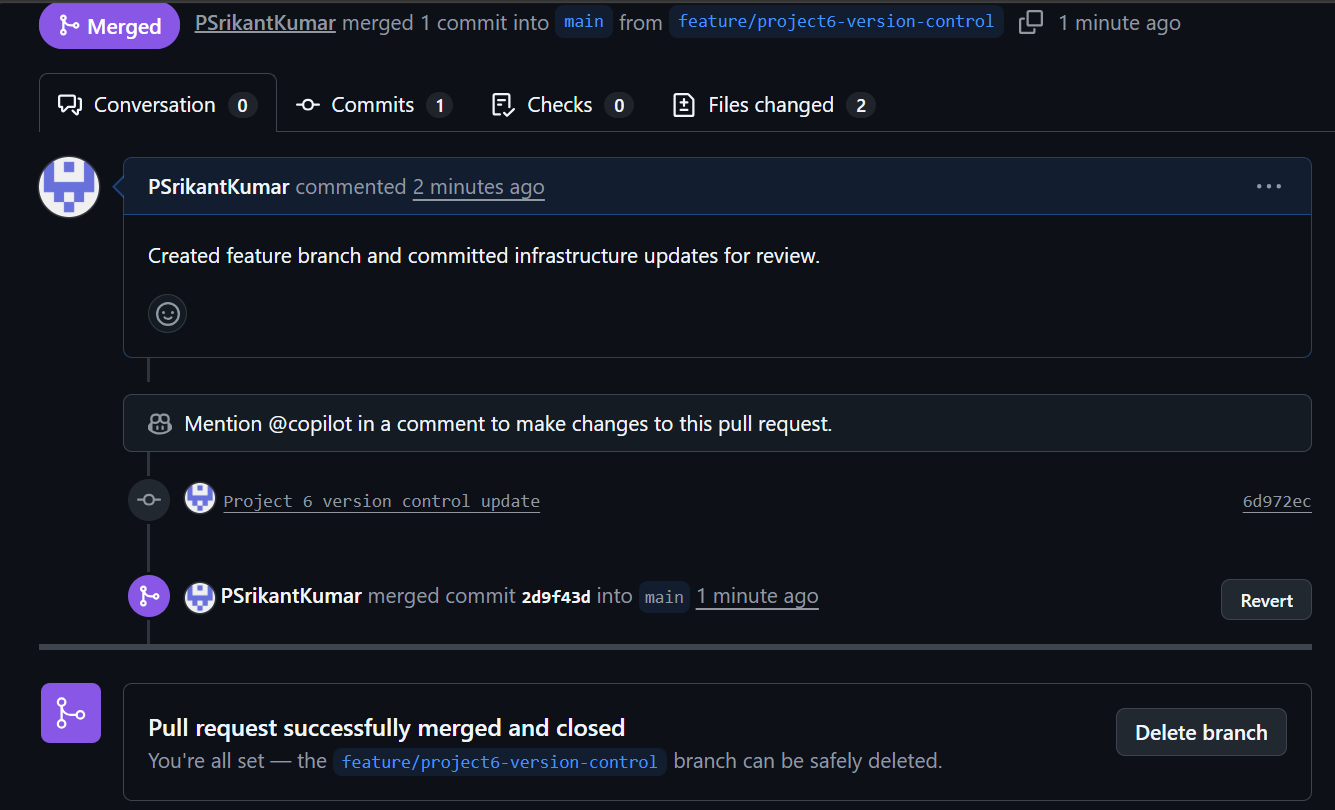 Merged PSrikantKumar merged 1 commit into main from feature/project6-version-control 1 minute ago
Conversation 0 Commits 1 Checks 0 Files changed 2
PSrikantKumar commented 2 minutes ago
Created feature branch and committed infrastructure updates for review.
Mention @copilot in a comment to make changes to this pull request.
Project 6 version control update 6d972ec
PSrikantKumar merged commit 2d9f43d into main 1 minute ago Revert
Pull request successfully merged and closed
Delete branch
You're all set — the feature/project6-version-control branch can be safely deleted.